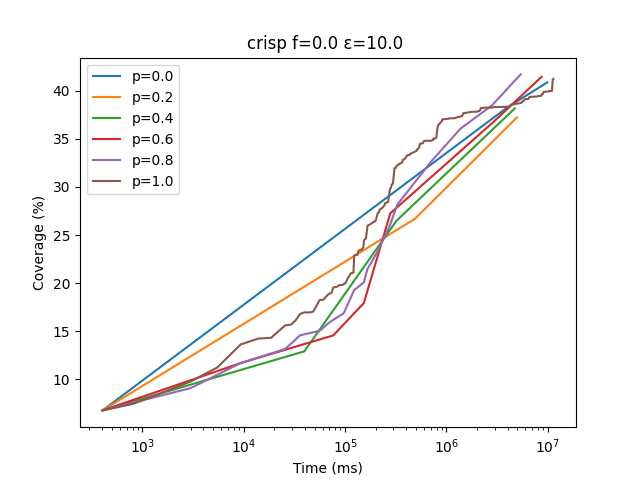 crisp f=0.0 ε=10.0
p=0.0
p=0.2
p=0.4
p=0.6
p=0.8
p=1.0
Coverage (%)
40
35
30
25
20
15
10
10³ 10⁴ 10⁵ 10⁶ 10⁷
Time (ms)